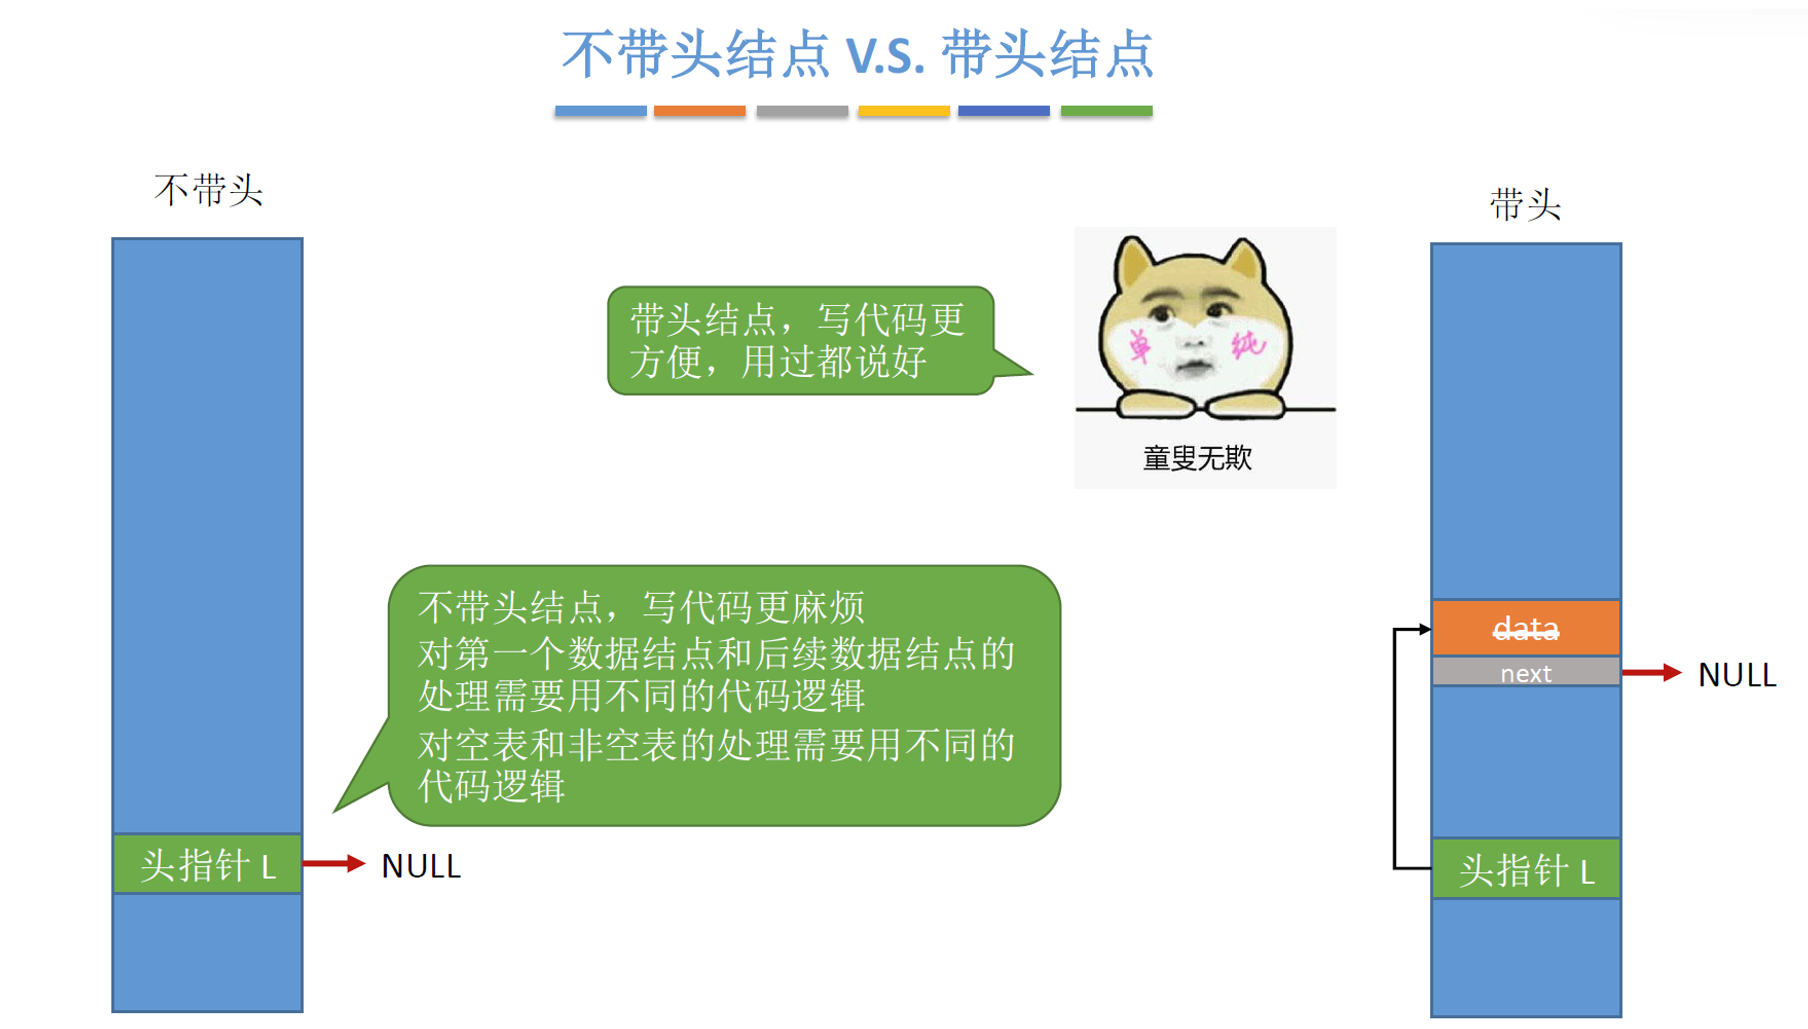 不带头结点 V.S. 带头结点
不带头
带头
带头结点，写代码更
方便，用过都说好
单 纯
童叟无欺
不带头结点，写代码更麻烦
对第一个数据结点和后续数据结点的
处理需要用不同的代码逻辑
对空表和非空表的处理需要用不同的
代码逻辑
头指针 L
NULL
data
next
NULL
头指针 L